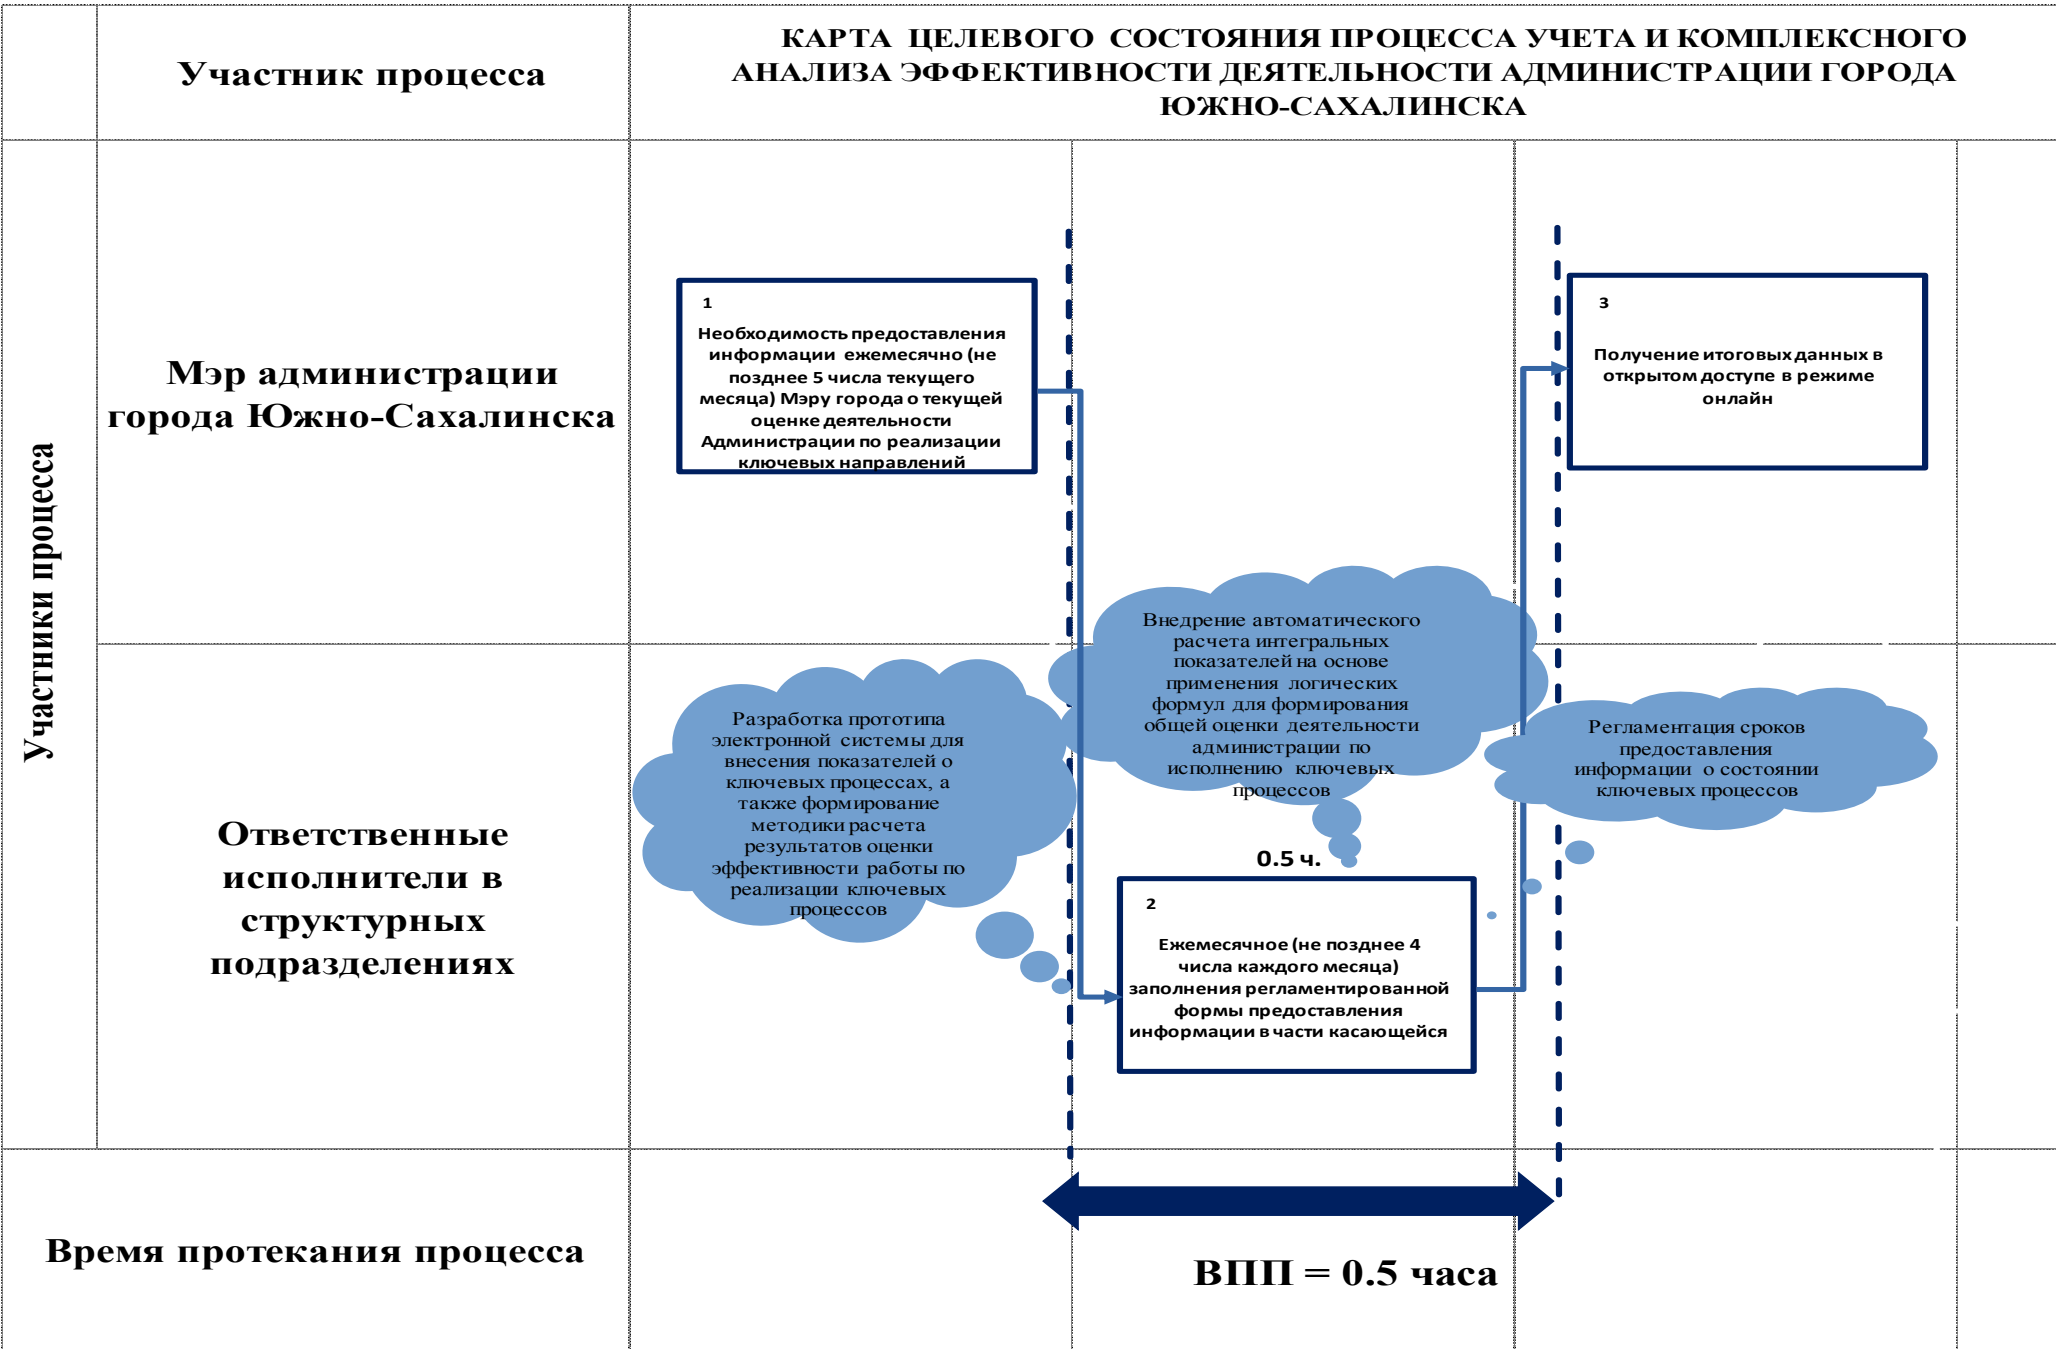 Участник процесса
КАРТА ЦЕЛЕВОГО СОСТОЯНИЯ ПРОЦЕССА УЧЕТА И КОМПЛЕКСНОГО
АНАЛИЗА ЭФФЕКТИВНОСТИ ДЕЯТЕЛЬНОСТИ АДМИНИСТРАЦИИ ГОРОДА
ЮЖНО-САХАЛИНСКА
Участники процесса
Мэр администрации
города Южно-Сахалинска
1
Необходимость предоставления
информации ежемесячно (не
позднее 5 числа текущего
месяца) Мэру города о текущей
оценке деятельности
Администрации по реализации
ключевых направлений
3
Получение итоговых данных в
открытом доступе в режиме
онлайн
Ответственные
исполнители в
структурных
подразделениях
Разработка прототипа
электронной системы для
внесения показателей о
ключевых процессах, а
также формирование
методики расчета
результатов оценки
эффективности работы по
реализации ключевых
процессов
Внедрение автоматического
расчета интегральных
показателей на основе
применения логических
формул для формирования
общей оценки деятельности
администрации по
исполнению ключевых
процессов
Регламентация сроков
предоставления
информации о состоянии
ключевых процессов
0.5 ч.
2
Ежемесячное (не позднее 4
числа каждого месяца)
заполнения регламентированной
формы предоставления
информации в части касающейся
Время протекания процесса
ВПП = 0.5 часа